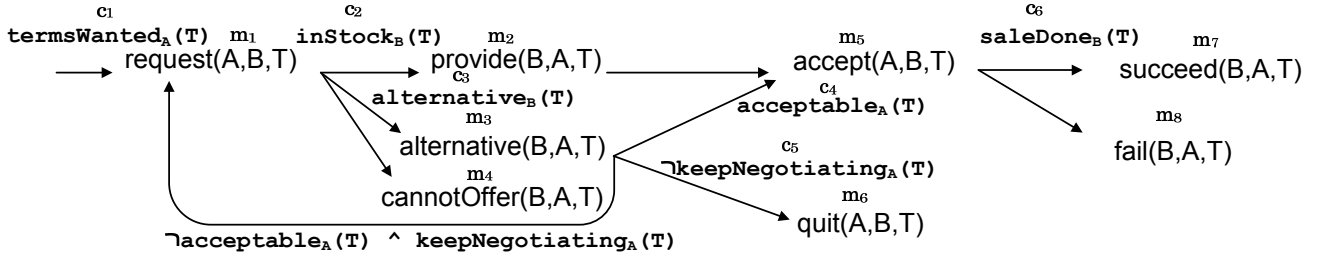 c1 c2 c6
termsWanted_A(T) m1 inStock_B(T) m2 m5 saleDone_B(T) m7
request(A,B,T) provide(B,A,T) accept(A,B,T) succeed(B,A,T)
c3 c4
alternative_B(T) acceptable_A(T)
m3 m8
alternative(B,A,T) c5 fail(B,A,T)
m4 ¬keepNegotiating_A(T)
cannotOffer(B,A,T) m6
quit(A,B,T)
¬acceptable_A(T) ^ keepNegotiating_A(T)